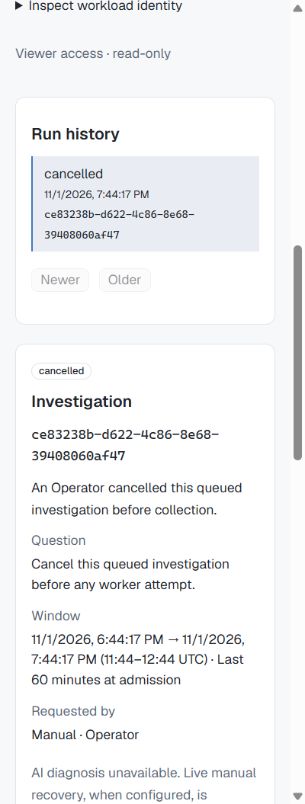 ▶ Inspect workload identity
Viewer access · read-only
Run history
cancelled
11/1/2026, 7:44:17 PM
ce83238b-d622-4c86-8e68-
39408060af47
Newer Older
cancelled
Investigation
ce83238b-d622-4c86-8e68-
39408060af47
An Operator cancelled this queued
investigation before collection.
Question
Cancel this queued investigation
before any worker attempt.
Window
11/1/2026, 6:44:17 PM → 11/1/2026,
7:44:17 PM (11:44–12:44 UTC) · Last
60 minutes at admission
Requested by
Manual · Operator
AI diagnosis unavailable. Live manual
recovery, when configured, is